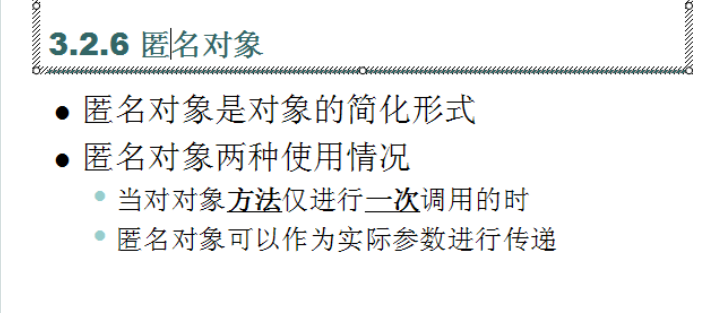 3.2.6 匿名对象
匿名对象是对象的简化形式
匿名对象两种使用情况
当对对象方法仅进行一次调用的时
匿名对象可以作为实际参数进行传递